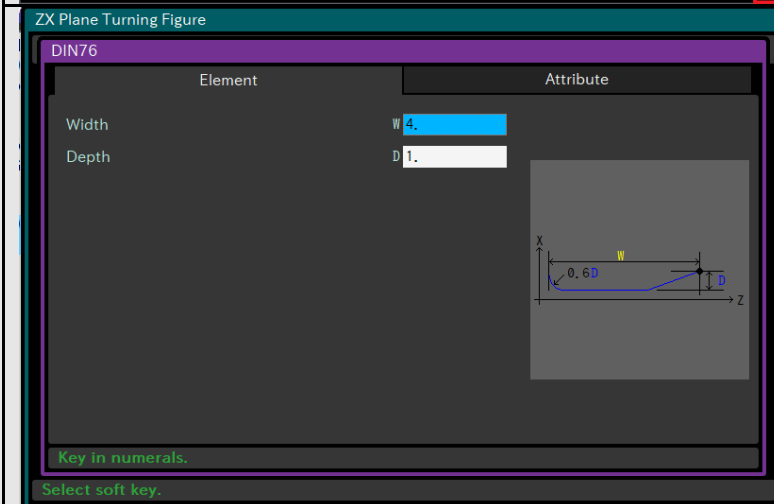 ZX Plane Turning Figure
DIN76
Element Attribute
Width W 4.
Depth D 1.
X
W
0.6D
D
Z
Key in numerals.
Select soft key.